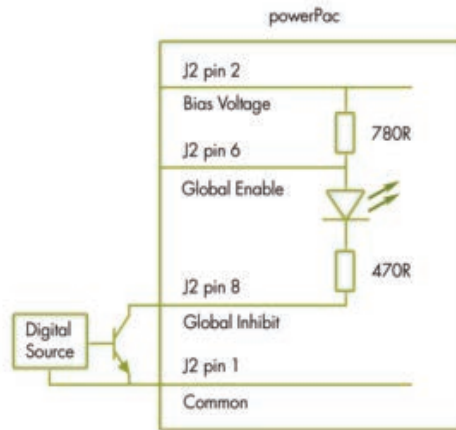 powerPac
J2 pin 2
Bias Voltage
780R
J2 pin 6
Global Enable
470R
J2 pin 8
Global Inhibit
Digital
Source
J2 pin 1
Common